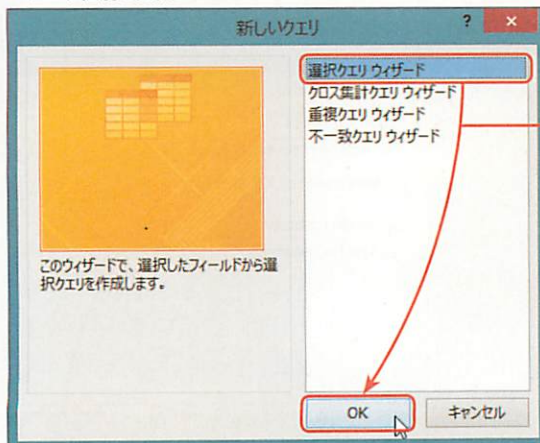 新しいクエリ
?
×
選択クエリ ウィザード
クロス集計クエリ ウィザード
重複クエリ ウィザード
不一致クエリ ウィザード
このウィザードで、選択したフィールドから選
択クエリを作成します。
OK
キャンセル